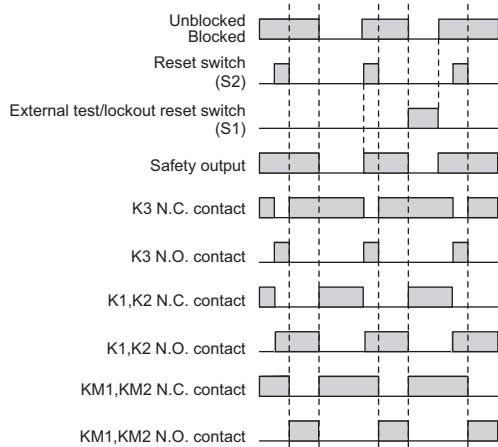 Unblocked
Blocked
Reset switch
(S2)
External test/lockout reset switch
(S1)
Safety output
K3 N.C. contact
K3 N.O. contact
K1,K2 N.C. contact
K1,K2 N.O. contact
KM1,KM2 N.C. contact
KM1,KM2 N.O. contact